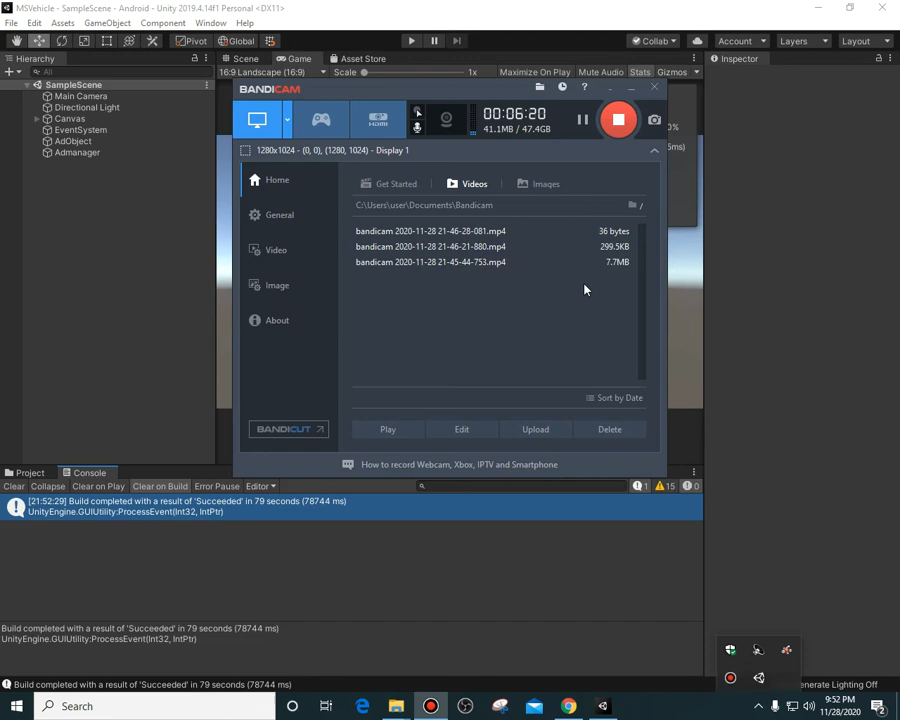 MSVehicle - SampleScene - Android - Unity 2019.4.14f1 Personal <DX11>
File Edit Assets GameObject Component Window Help
Pivot Global Collab Account Layers Layout
Hierarchy Scene Game Asset Store Inspector
All 16:9 Landscape (16:9) Scale 1x Maximize On Play Mute Audio Stats Gizmos
SampleScene
Main Camera
Directional Light
Canvas
EventSystem
AdObject
Admanager
BANDICAM
HDMI
00:06:20
41.1MB / 47.4GB
1280x1024 - (0, 0), (1280, 1024) - Display 1
Home
General
Video
Image
About
BANDICUT
Get Started Videos Images
C:\Users\user\Documents\Bandicam
bandicam 2020-11-28 21-46-28-081.mp4 36 bytes
bandicam 2020-11-28 21-46-21-880.mp4 299.5KB
bandicam 2020-11-28 21-45-44-753.mp4 7.7MB
Sort by Date
Play Edit Upload Delete
How to record Webcam, Xbox, IPTV and Smartphone
Project Console
Clear Collapse Clear on Play Clear on Build Error Pause Editor 1 15 0
[21:52:29] Build completed with a result of 'Succeeded' in 79 seconds (78744 ms)
UnityEngine.GUIUtility:ProcessEvent(Int32, IntPtr)
Build completed with a result of 'Succeeded' in 79 seconds (78744 ms)
UnityEngine.GUIUtility:ProcessEvent(Int32, IntPtr)
Build completed with a result of 'Succeeded' in 79 seconds (78744 ms)
enerate Lighting Off
Search
9:52 PM
11/28/2020
2